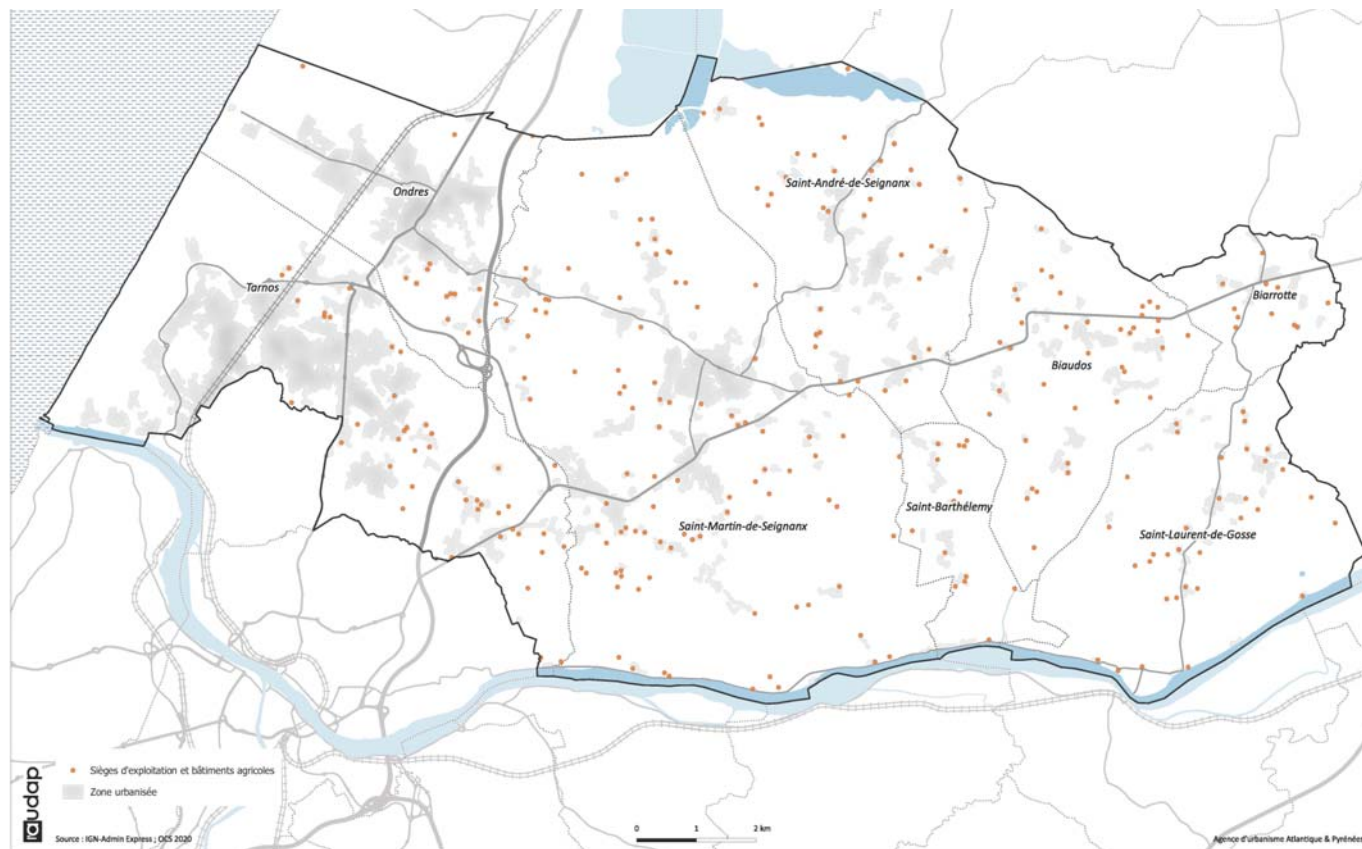 Saint-André-de-Seignanx
Ondres
Tarnos
Biarrotte
Biaudos
Saint-Barthélemy
Saint-Martin-de-Seignanx
Saint-Laurent-de-Gosse
audap
Sièges d'exploitation et bâtiments agricoles
Zone urbanisée
Source : IGN-Admin Express ; OCS 2020
0 1 2 km
Agence d'urbanisme Atlantique & Pyrénées